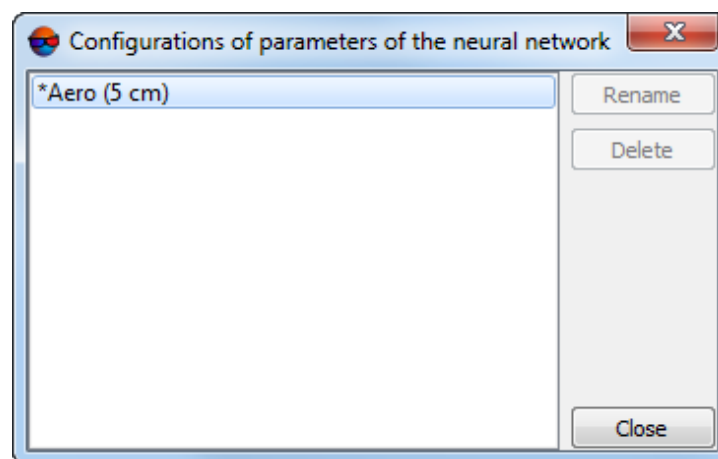 Configurations of parameters of the neural network
*Aero (5 cm)
Rename
Delete
Close